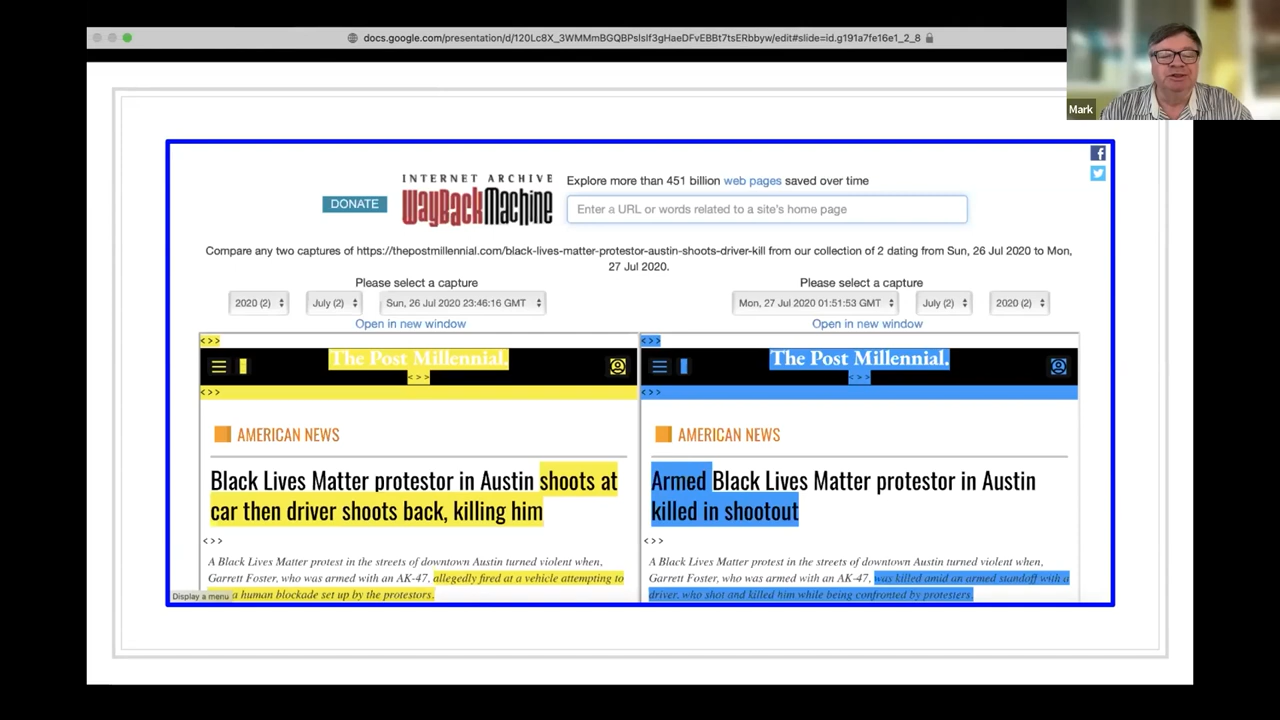 docs.google.com/presentation/d/120Lc8X_3WMMmBGQBPslsIf3gHaeDFvEBBt7tsERbbyw/edit#slide=id.g191a7fe16e1_2_8
Mark
INTERNET ARCHIVE
WayBackMachine
DONATE
Explore more than 451 billion web pages saved over time
Enter a URL or words related to a site's home page
Compare any two captures of https://thepostmillennial.com/black-lives-matter-protestor-austin-shoots-driver-kill from our collection of 2 dating from Sun, 26 Jul 2020 to Mon,
27 Jul 2020.
Please select a capture
2020 (2) July (2) Sun, 26 Jul 2020 23:46:16 GMT
Open in new window
Please select a capture
Mon, 27 Jul 2020 01:51:53 GMT July (2) 2020 (2)
Open in new window
< > >
The Post Millennial.
< > >
< > >
AMERICAN NEWS
Black Lives Matter protestor in Austin shoots at
car then driver shoots back, killing him
< > >
A Black Lives Matter protest in the streets of downtown Austin turned violent when,
Garrett Foster, who was armed with an AK-47, allegedly fired at a vehicle attempting to
a human blockade set up by the protestors.
Display a menu
< > >
The Post Millennial.
< > >
< > >
AMERICAN NEWS
Armed Black Lives Matter protestor in Austin
killed in shootout
< > >
A Black Lives Matter protest in the streets of downtown Austin turned violent when,
Garrett Foster, who was armed with an AK-47, was killed amid an armed standoff with a
driver, who shot and killed him while being confronted by protesters.